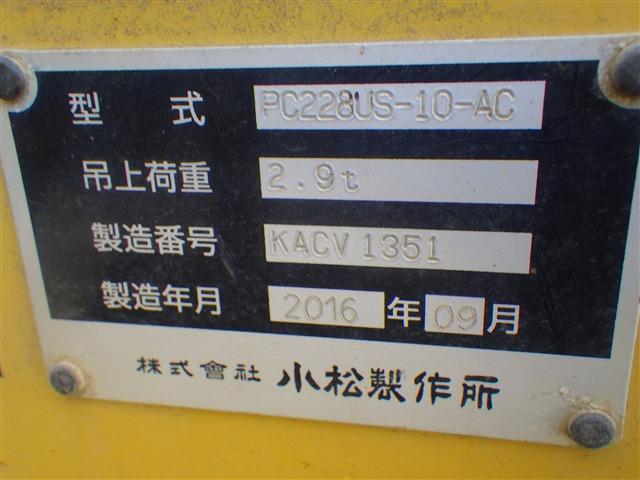 型 式 PC228US-10-AC
吊上荷重 2.9t
製造番号 KACV 1351
製造年月 2016 年 09 月
株式會社 小松製作所